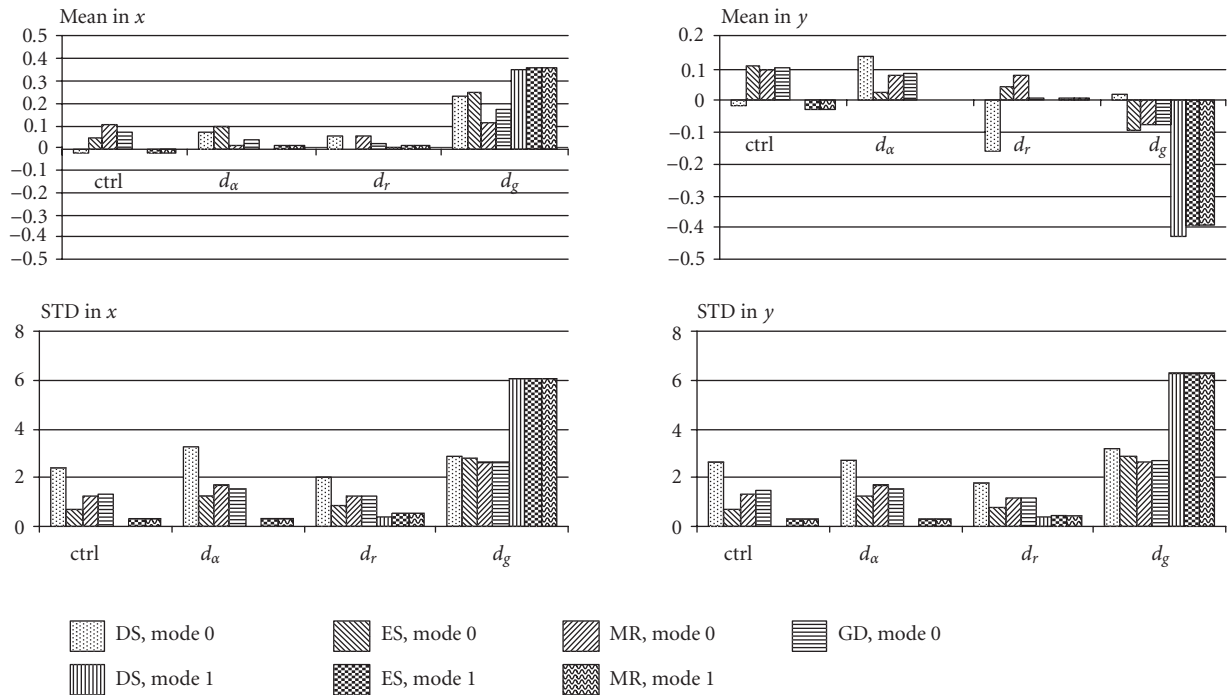 Mean in x
0.5
0.4
0.3
0.2
0.1
0
−0.1
−0.2
−0.3
−0.4
−0.5
ctrl
dα
dr
dg
Mean in y
0.2
0.1
0
−0.1
−0.2
−0.3
−0.4
−0.5
ctrl
dα
dr
dg
STD in x
8
6
4
2
0
ctrl
dα
dr
dg
STD in y
8
6
4
2
0
ctrl
dα
dr
dg
DS, mode 0
ES, mode 0
MR, mode 0
GD, mode 0
DS, mode 1
ES, mode 1
MR, mode 1